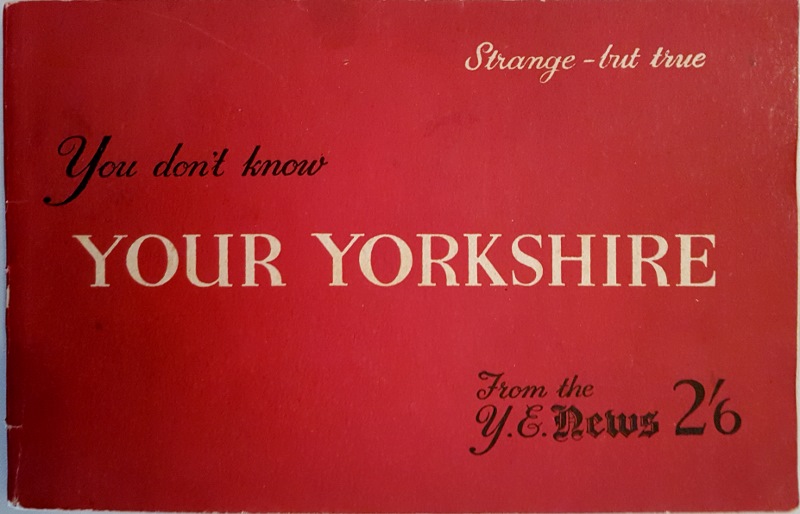 Strange - but true
You don't know
YOUR YORKSHIRE
From the
Y.E. News 2'6